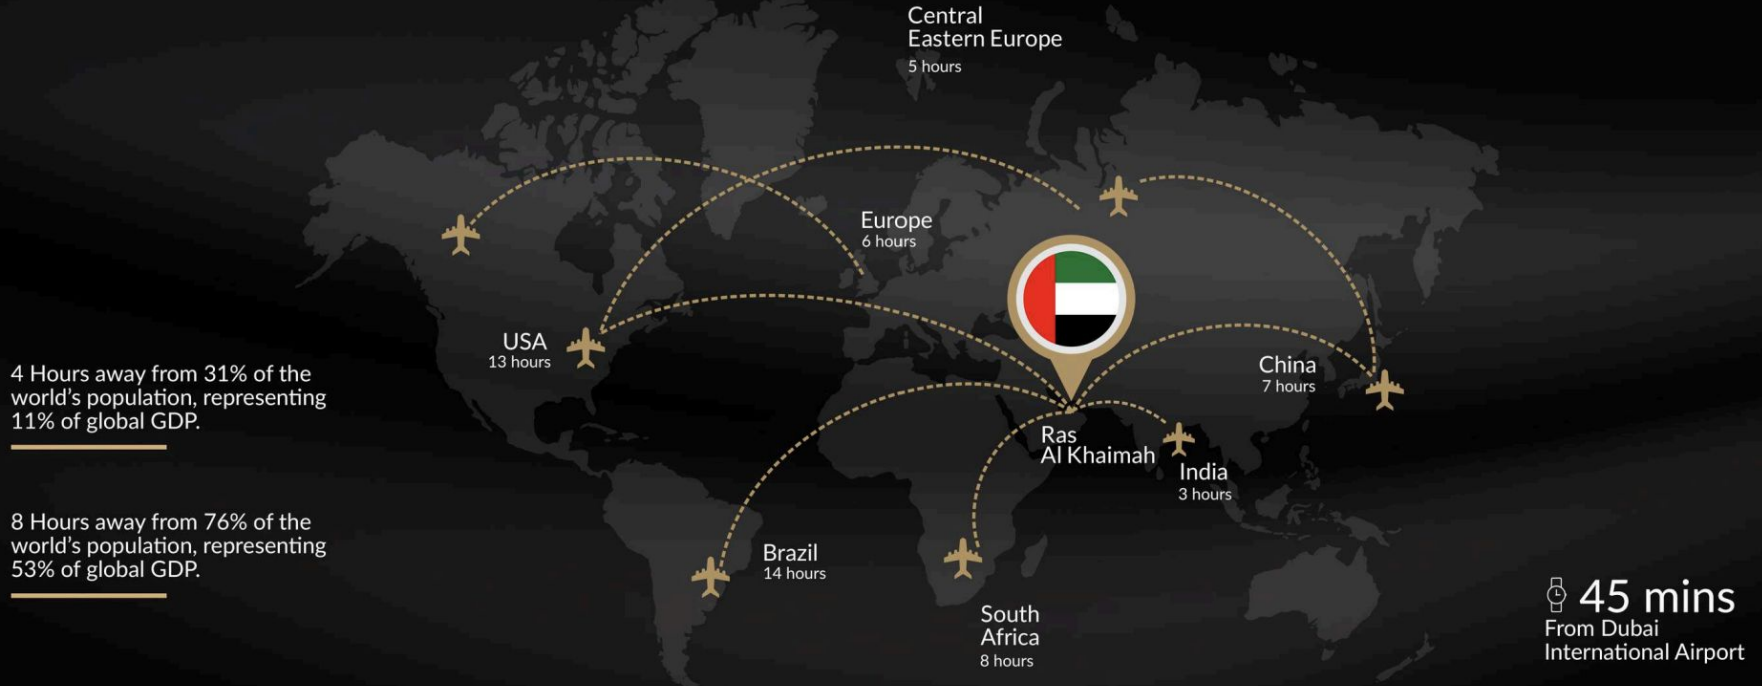 Central
Eastern Europe
5 hours
Europe
6 hours
USA
13 hours
China
7 hours
4 Hours away from 31% of the
world's population, representing
11% of global GDP.
Ras
Al Khaimah
India
3 hours
8 Hours away from 76% of the
world's population, representing
53% of global GDP.
Brazil
14 hours
South
Africa
8 hours
45 mins
From Dubai
International Airport